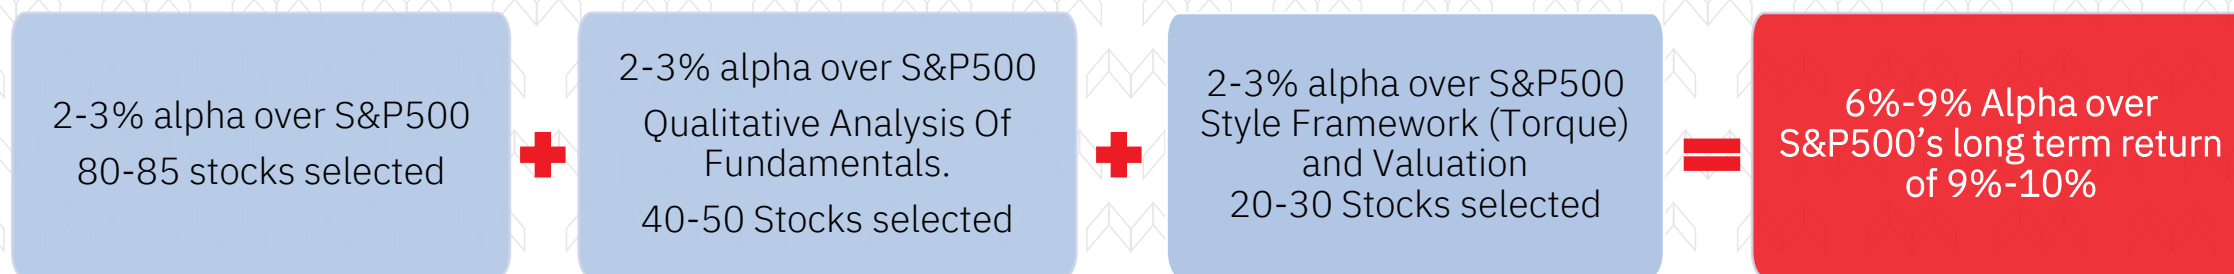 2-3% alpha over S&P500
80-85 stocks selected
2-3% alpha over S&P500
Qualitative Analysis Of
Fundamentals.
40-50 Stocks selected
2-3% alpha over S&P500
Style Framework (Torque)
and Valuation
20-30 Stocks selected
6%-9% Alpha over
S&P500’s long term return
of 9%-10%